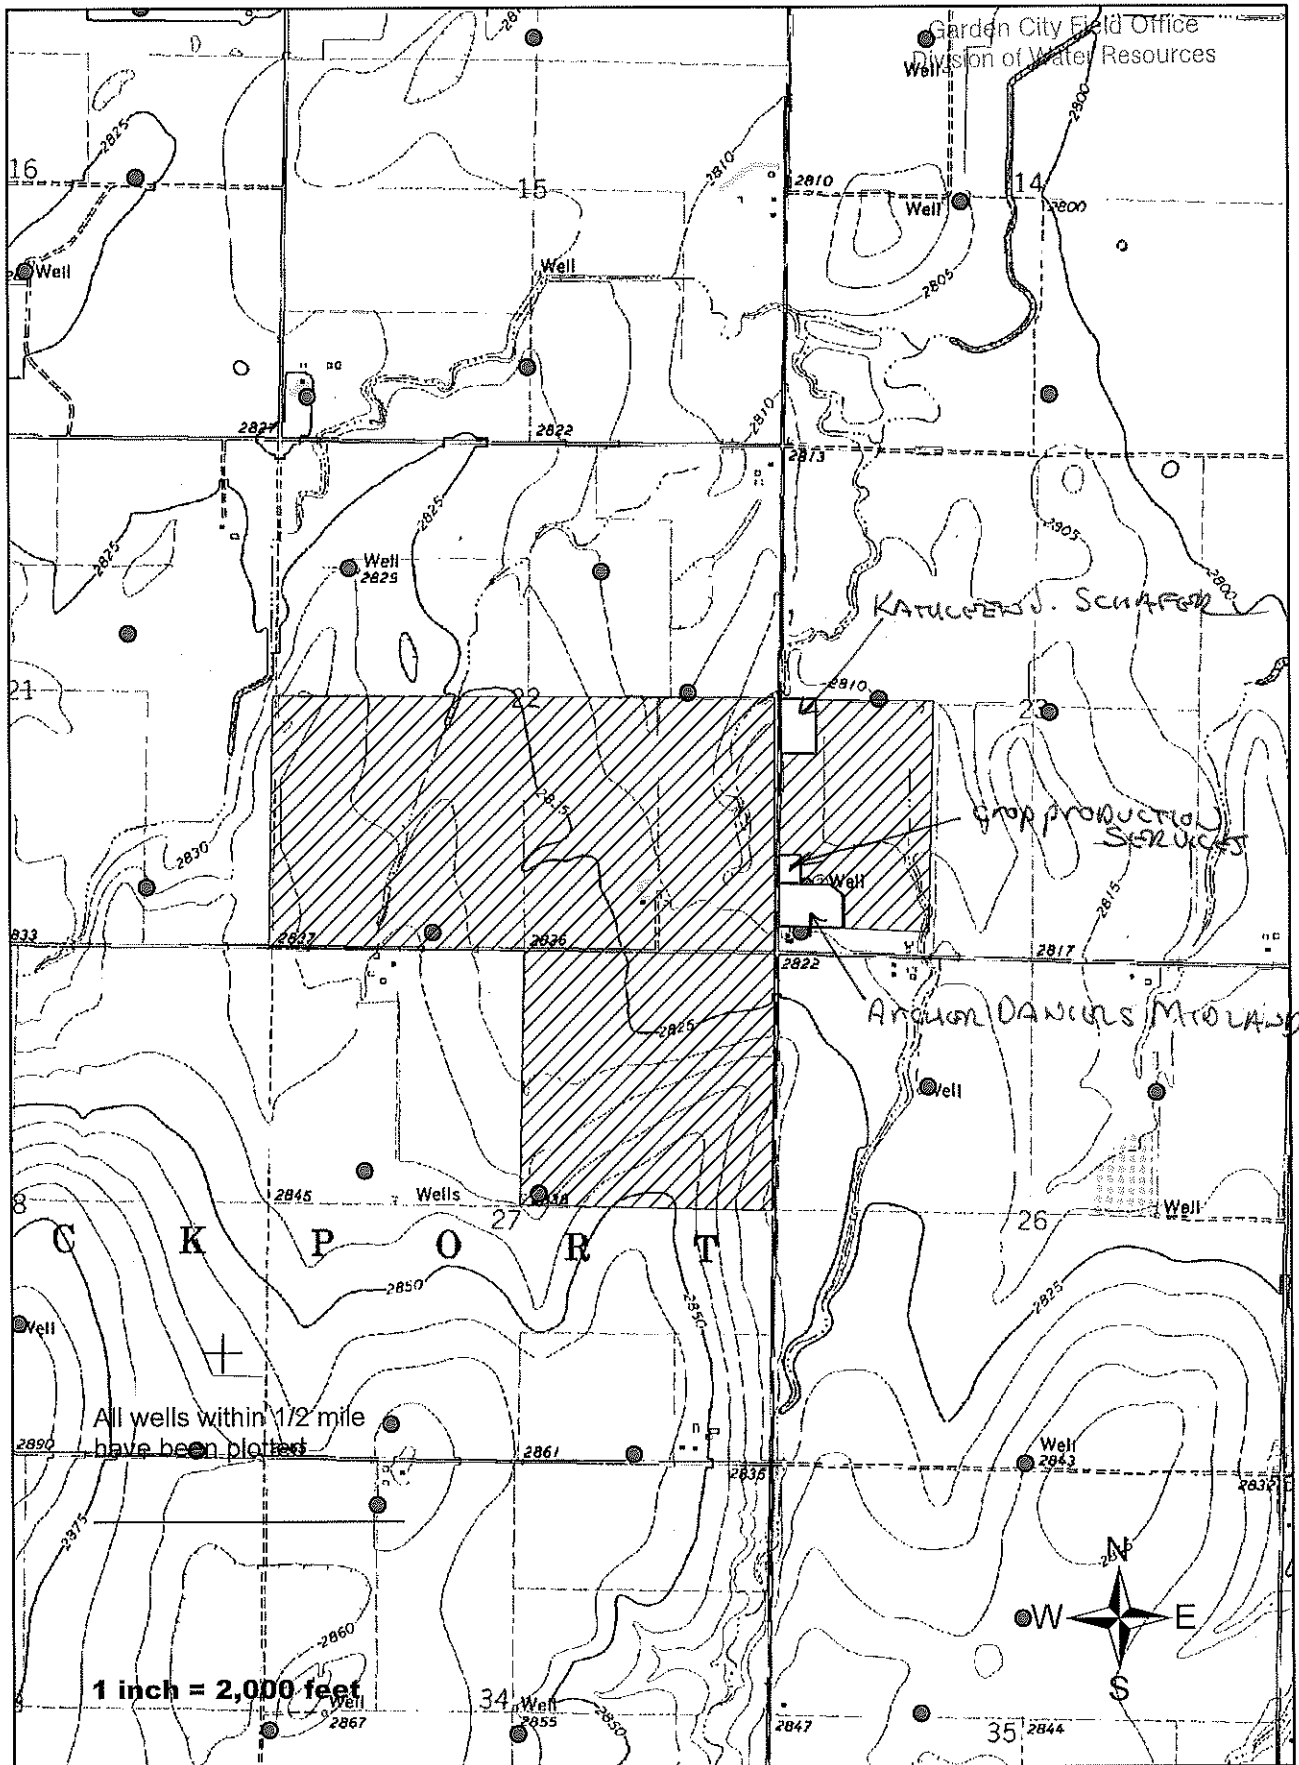 Garden City Field Office
Division of Water Resources
Well
2825
2810
2800
16
15
2810
14
2800
Well
Well
Well
2805
2810
2827
2822
2813
2825
2825
2805
Well
2829
2800
KATHLEEN J. SCHAFER
21
22
2810
23
2815
CROP PRODUCTION
SERVICES
2830
Well
2815
2833
2837
2836
2822
2817
2825
ARCHER DANIELS MIDLAND
Well
2845
Wells
Well
27
26
C K P O R T
2850
2850
2825
Well
All wells within 1/2 mile
have been plotted
2890
2861
2835
Well
2843
2832
2875
N
W E
S
2860
1 inch = 2,000 feet
Well
2867
34
Well
2855
2850
2847
35
2844